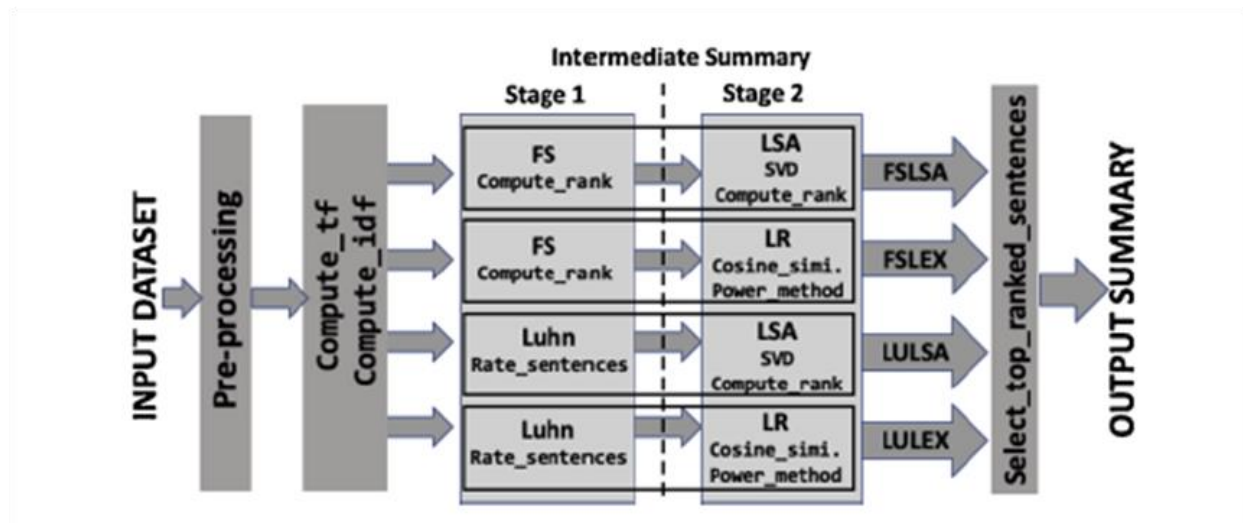 Intermediate Summary
Stage 1
Stage 2
INPUT DATASET
Pre-processing
Compute_tf
Compute_idf
FS
Compute_rank
LSA
SVD
Compute_rank
FSLSA
FS
Compute_rank
LR
Cosine_simi.
Power_method
FSLEX
Luhn
Rate_sentences
LSA
SVD
Compute_rank
LULSA
Luhn
Rate_sentences
LR
Cosine_simi.
Power_method
LULEX
Select_top_ranked_sentences
OUTPUT SUMMARY